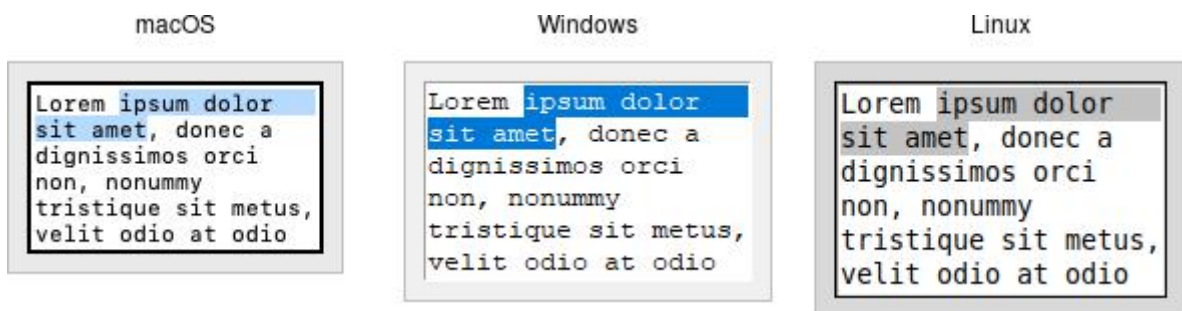 macOS
Lorem ipsum dolor
sit amet, donec a
dignissimos orci
non, nonummy
tristique sit metus,
velit odio at odio
Windows
Lorem ipsum dolor
sit amet, donec a
dignissimos orci
non, nonummy
tristique sit metus,
velit odio at odio
Linux
Lorem ipsum dolor
sit amet, donec a
dignissimos orci
non, nonummy
tristique sit metus,
velit odio at odio